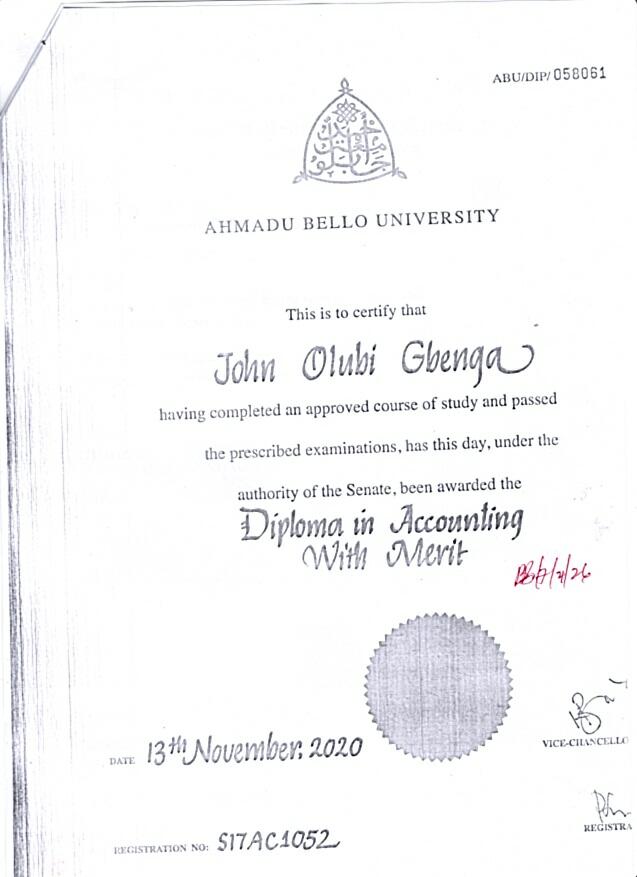 ABU/DIP/058061
AHMADU BELLO UNIVERSITY
This is to certify that
John Olubi Gbenga
having completed an approved course of study and passed
the prescribed examinations, has this day, under the
authority of the Senate, been awarded the
Diploma in Accounting
With Merit
VICE-CHANCELLO
DATE 13th November. 2020
REGISTRA
REGISTRATION NO: S17AC1052